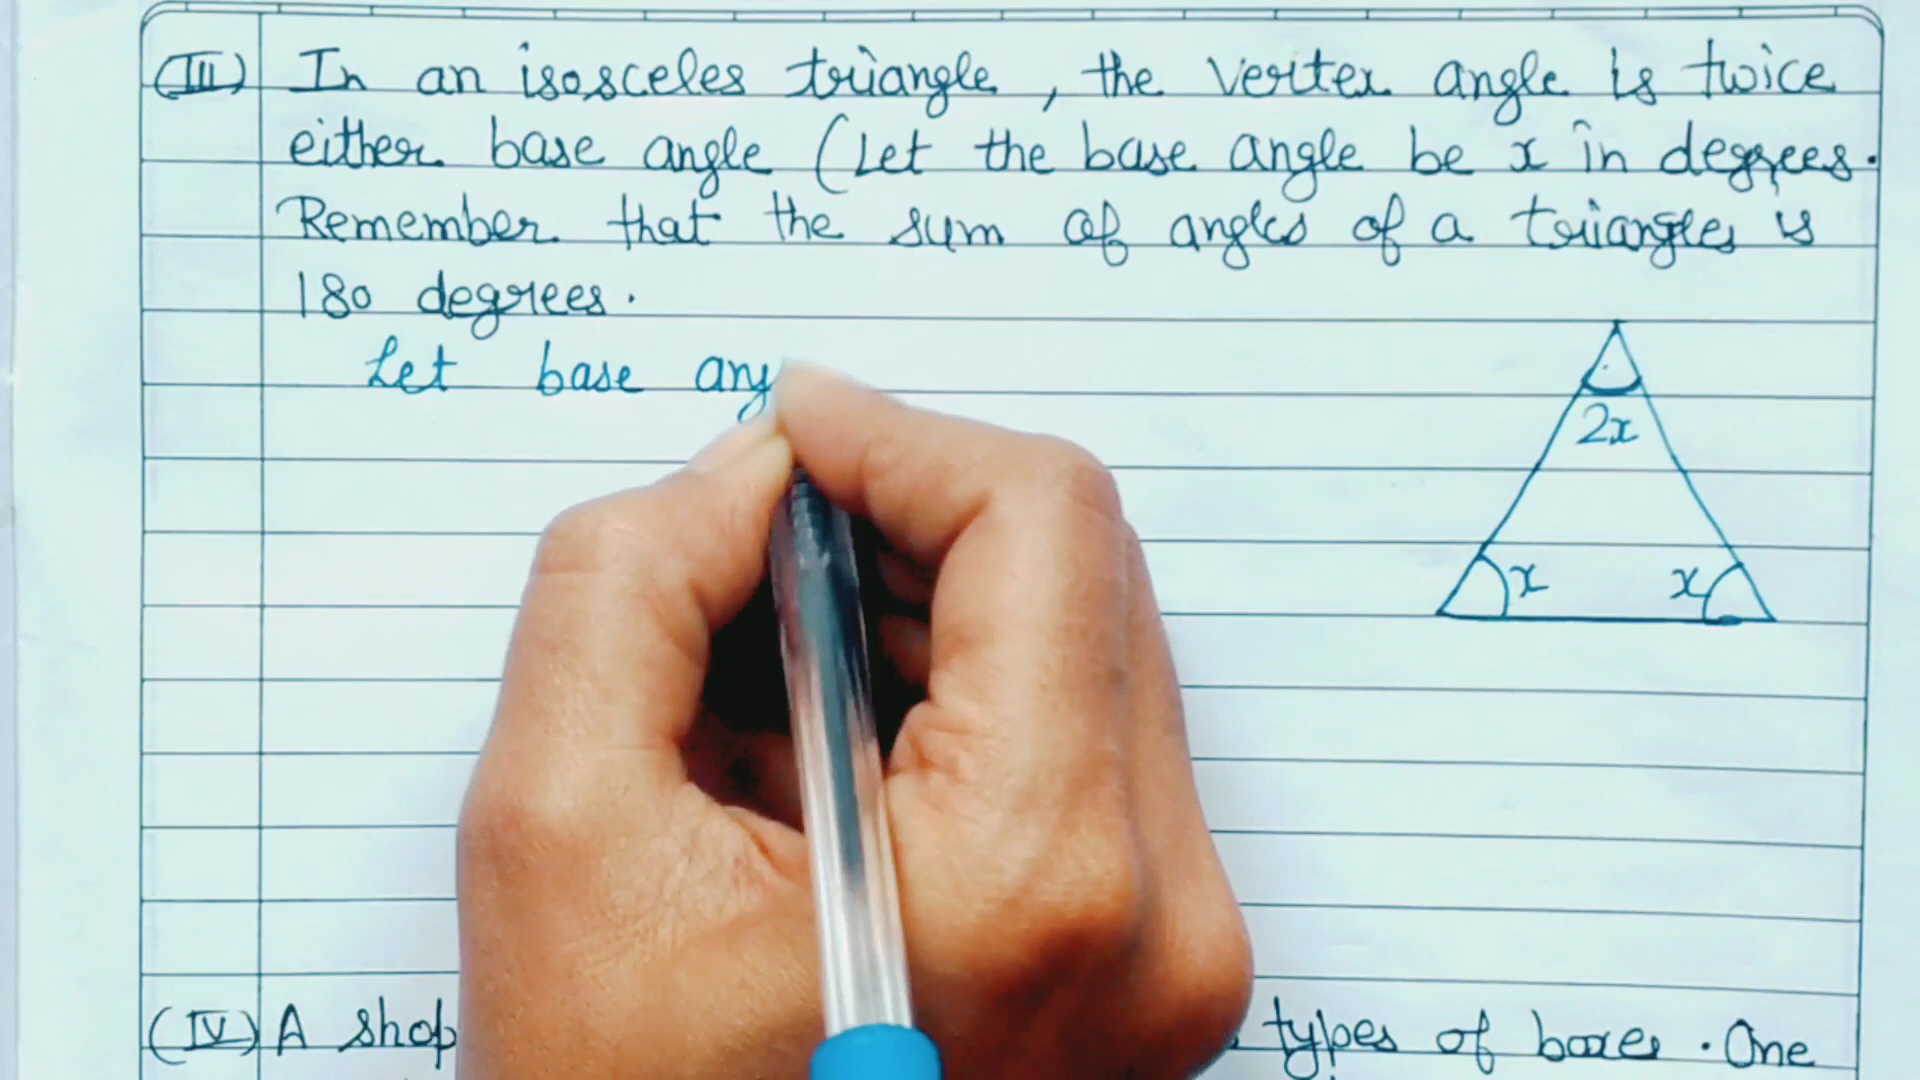 (III) In an isosceles triangle, the vertex angle is twice
either base angle (Let the base angle be x in degrees.
Remember that the sum of angles of a triangles is
180 degrees.
Let base ang
2x
x x
(IV) A shop types of boxes. One